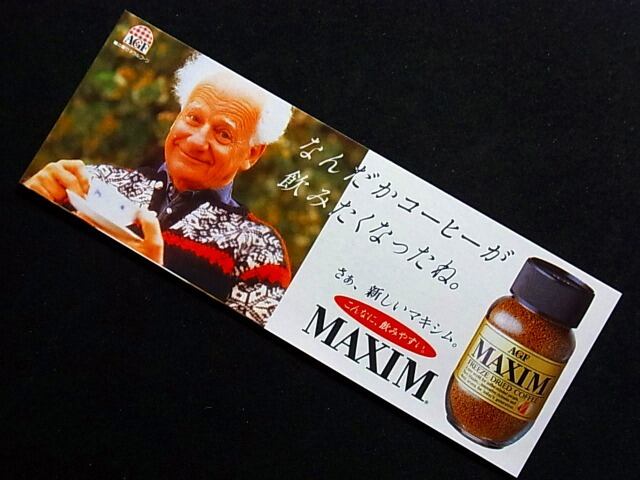 AGF
なんだかコーヒーが
飲みたくなったね。
さぁ、新しいマキシム。
こんなに、飲みやすい。
MAXIM
AGF
MAXIM
FREEZE DRIED COFFEE